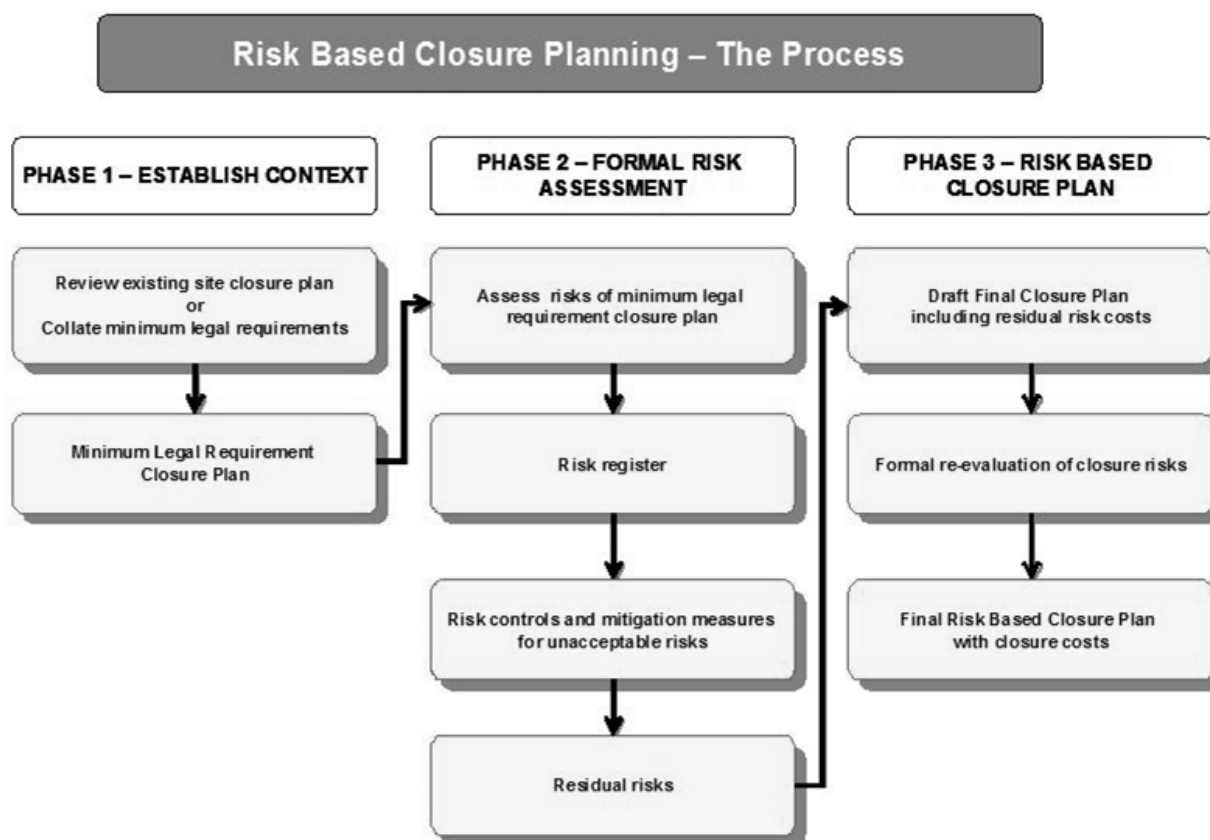 Risk Based Closure Planning – The Process
PHASE 1 – ESTABLISH CONTEXT
Review existing site closure plan
or
Collate minimum legal requirements
Minimum Legal Requirement
Closure Plan
PHASE 2 – FORMAL RISK
ASSESSMENT
Assess risks of minimum legal
requirement closure plan
Risk register
Risk controls and mitigation measures
for unacceptable risks
Residual risks
PHASE 3 – RISK BASED
CLOSURE PLAN
Draft Final Closure Plan
including residual risk costs
Formal re-evaluation of closure risks
Final Risk Based Closure Plan
with closure costs